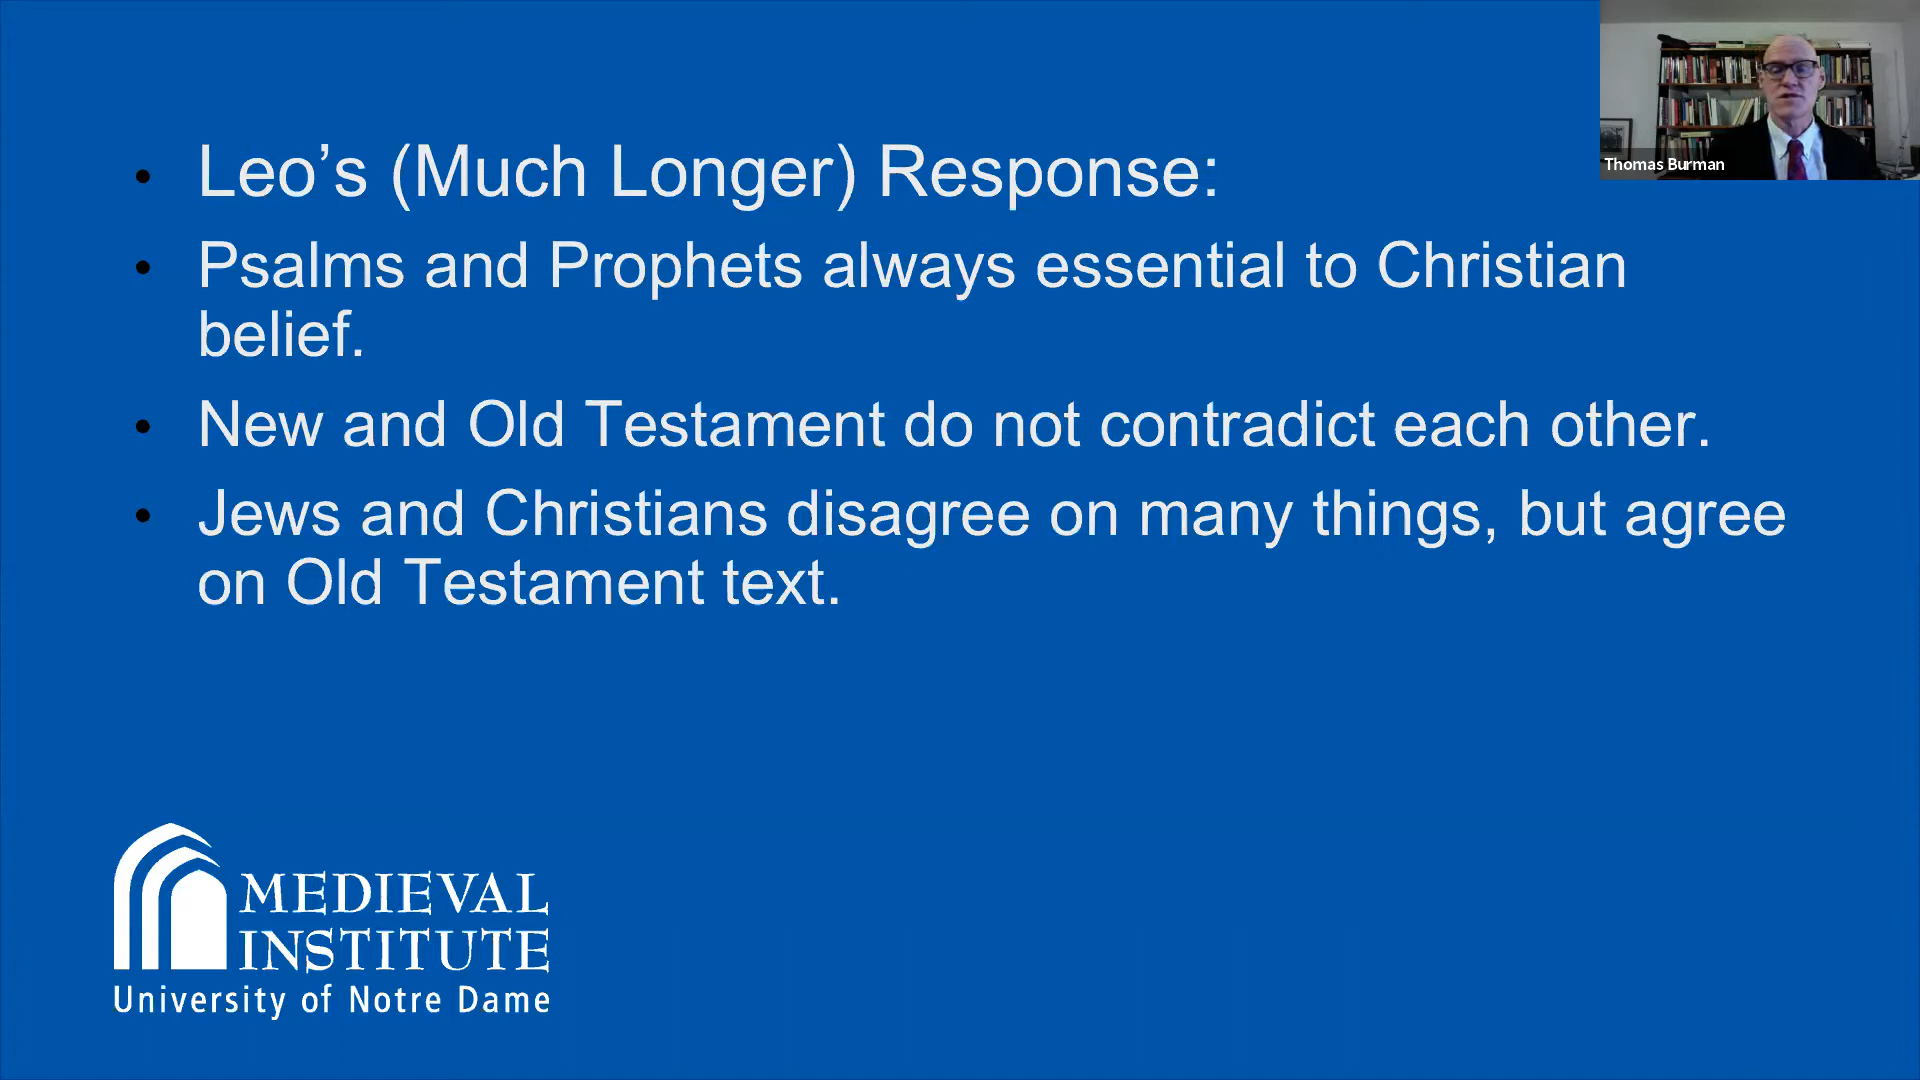 Leo’s (Much Longer) Response:
Psalms and Prophets always essential to Christian
belief.
New and Old Testament do not contradict each other.
Jews and Christians disagree on many things, but agree
on Old Testament text.
Thomas Burman
MEDIEVAL
INSTITUTE
University of Notre Dame